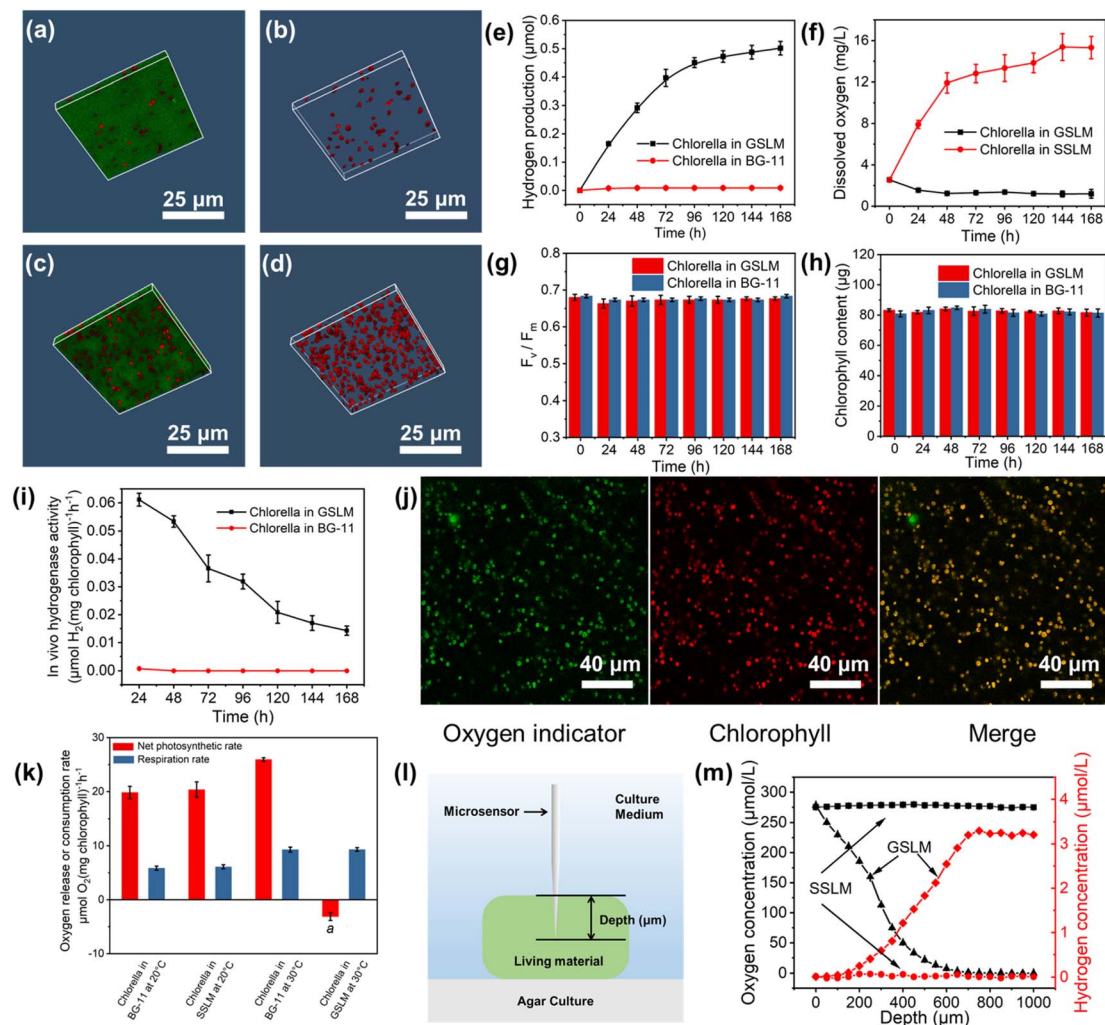 (a)
25 µm
(b)
25 µm
(c)
25 µm
(d)
25 µm
(e)
Hydrogen production (µmol)
0.5
0.4
0.3
0.2
0.1
0.0
Chlorella in GSLM
Chlorella in BG-11
0 24 48 72 96 120 144 168
Time (h)
(f)
Dissolved oxygen (mg/L)
16
12
8
4
0
Chlorella in GSLM
Chlorella in SSLM
0 24 48 72 96 120 144 168
Time (h)
(g)
Fv / Fm
0.8
0.7
0.6
0.5
0.4
0.3
Chlorella in GSLM
Chlorella in BG-11
0 24 48 72 96 120 144 168
Time (h)
(h)
Chlorophyll content (µg)
120
100
80
60
40
20
0
Chlorella in GSLM
Chlorella in BG-11
0 24 48 72 96 120 144 168
Time (h)
(i)
In vivo hydrogenase activity
(µmol H2(mg chlorophyll)-1h-1
0.06
0.05
0.04
0.03
0.02
0.01
0.00
Chlorella in GSLM
Chlorella in BG-11
24 48 72 96 120 144 168
Time (h)
(j)
40 µm
40 µm
40 µm
Oxygen indicator
Chlorophyll
Merge
(k)
Oxygen release or consumption rate
µmol O2(mg chlorophyll)-1h-1
30
20
10
0
-10
Net photosynthetic rate
Respiration rate
a
Chlorella in
BG-11 at 20°C
Chlorella in
SSLM at 20°C
Chlorella in
BG-11 at 30°C
Chlorella in
GSLM at 30°C
(l)
Microsensor
Culture
Medium
Depth (µm)
Living material
Agar Culture
(m)
Oxygen concentration (µmol/L)
300
250
200
150
100
50
0
GSLM
SSLM
0 200 400 600 800 1000
Depth (µm)
4
3
2
1
0
Hydrogen concentration (µmol/L)